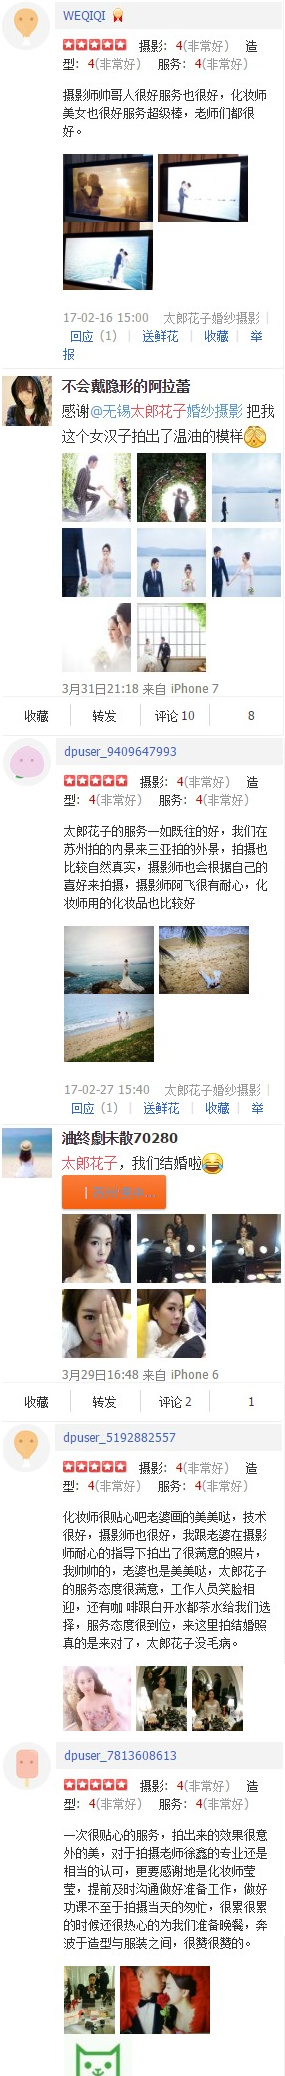 WEQIQI
摄影：4(非常好) 造
型：4(非常好) 服务：4(非常好)
摄影师帅哥人很好服务也很好，化妆师
美女也很好服务超级棒，老师们都很
好。
17-02-16 15:00 太郎花子婚纱摄影 |
回应（1） | 送鲜花 | 收藏 | 举
报
不会戴隐形的阿拉蕾
感谢@无锡太郎花子婚纱摄影 把我
这个女汉子拍出了温油的模样
3月31日21:18 来自 iPhone 7
收藏 转发 评论 10 8
dpuser_9409647993
摄影：4(非常好) 造
型：4(非常好) 服务：4(非常好)
太郎花子的服务一如既往的好，我们在
苏州拍的内景来三亚拍的外景，拍摄也
比较自然真实，摄影师也会根据自己的
喜好来拍摄，摄影师阿飞很有耐心，化
妆师用的化妆品也比较好
17-02-27 15:40 太郎花子婚纱摄影 |
回应（1） | 送鲜花 | 收藏 | 举
油终劇未散70280
太郎花子，我们结婚啦
3月29日16:48 来自 iPhone 6
收藏 转发 评论 2 1
dpuser_5192882557
摄影：4(非常好) 造
型：4(非常好) 服务：4(非常好)
化妆师很贴心吧老婆画的美美哒，技术
很好，摄影师也很好，我跟老婆在摄影
师耐心的指导下拍出了很满意的照片，
我帅帅的，老婆也是美美哒，太郎花子
的服务态度很满意，工作人员笑脸相
迎，还有咖 啡跟白开水都茶水给我们选
择，服务态度很到位，来这里拍结婚照
真的是来对了，太郎花子没毛病。
dpuser_7813608613
摄影：4(非常好) 造
型：4(非常好) 服务：4(非常好)
一次很贴心的服务，拍出来的效果很意
外的美，对于拍摄老师徐鑫的专业还是
相当的认可，更要感谢地是化妆师莹
莹，提前及时沟通做好准备工作，做好
功课不至于拍摄当天的匆忙，很累很累
的时候还很热心的为我们准备晚餐，奔
波于造型与服装之间，很赞很赞的。